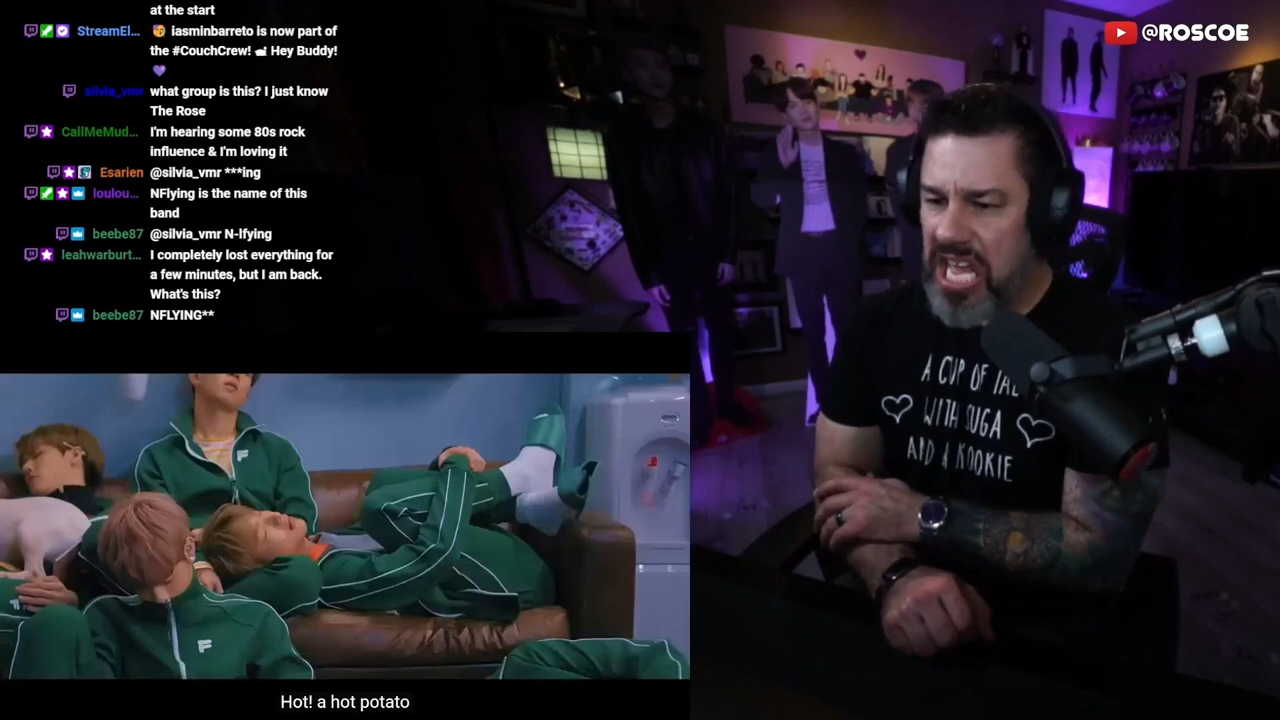 at the start
StreamEl... 🥳 iasminbarreto is now part of
the #CouchCrew! 🛋 Hey Buddy!
💜
silvia_vmr what group is this? I just know
The Rose
CallMeMud... I'm hearing some 80s rock
influence & I'm loving it
Esarien @silvia_vmr ***ing
loulou... NFlying is the name of this
band
beebe87 @silvia_vmr N-lfying
leahwarburt... I completely lost everything for
a few minutes, but I am back.
What's this?
beebe87 NFLYING**
@ROSCOE
A CUP OF
WITH SUGA
AND A KOOKIE
F
F
Hot! a hot potato